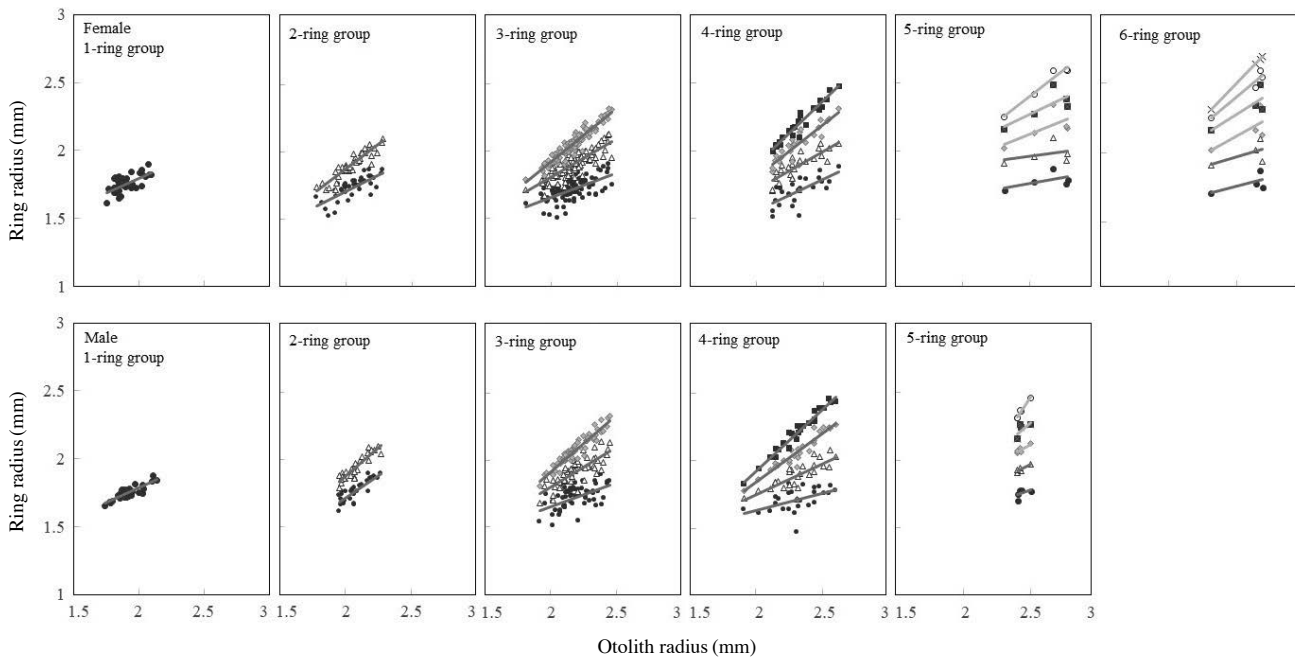 3
2.5
2
1.5
1
Ring radius (mm)
Female
1-ring group
2-ring group
3-ring group
4-ring group
5-ring group
6-ring group
3
2.5
2
1.5
1
Ring radius (mm)
Male
1-ring group
2-ring group
3-ring group
4-ring group
5-ring group
1.5 2 2.5 3
1.5 2 2.5 3
1.5 2 2.5 3
1.5 2 2.5 3
1.5 2 2.5 3
Otolith radius (mm)